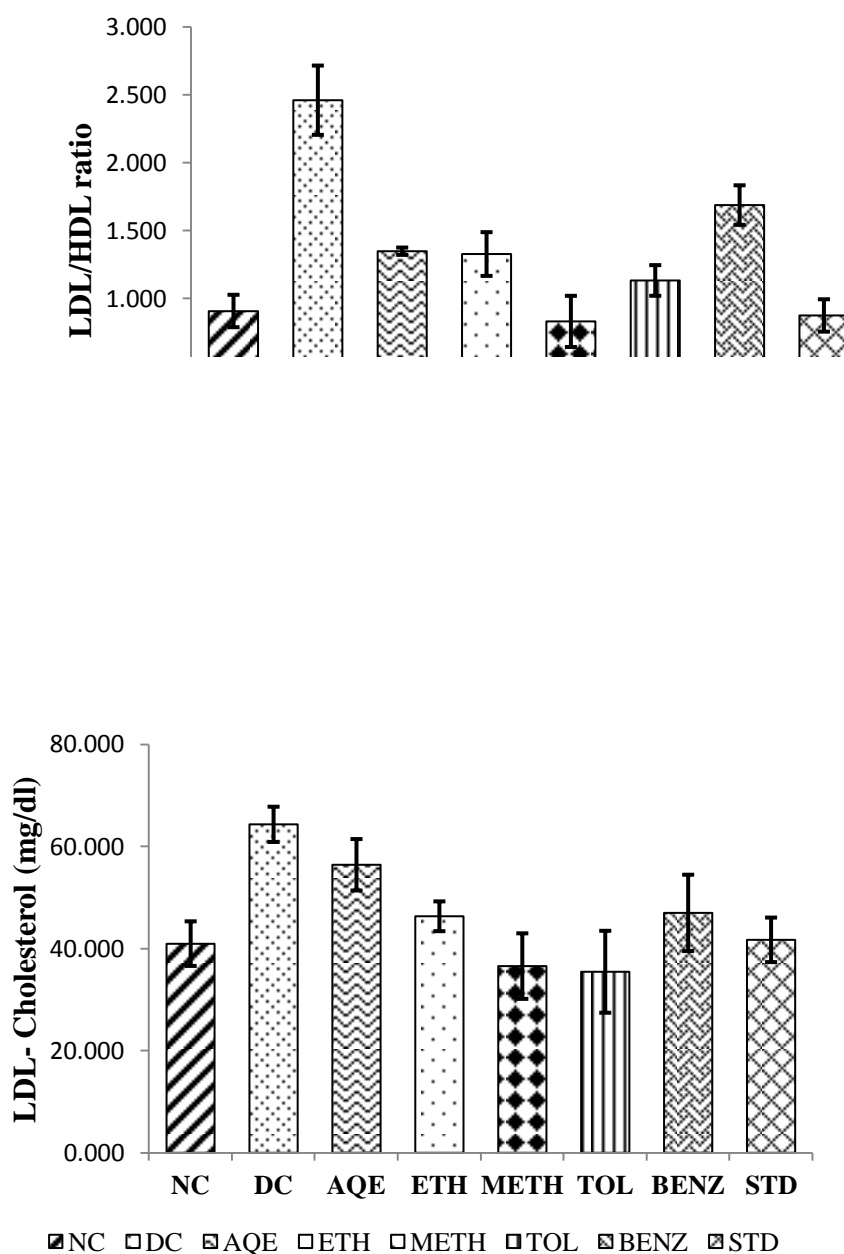 3.000
2.500
LDL/HDL ratio
2.000
1.500
1.000
80.000
LDL- Cholesterol (mg/dl)
60.000
40.000
20.000
0.000
NC DC AQE ETH METH TOL BENZ STD
NC DC AQE ETH METH TOL BENZ STD